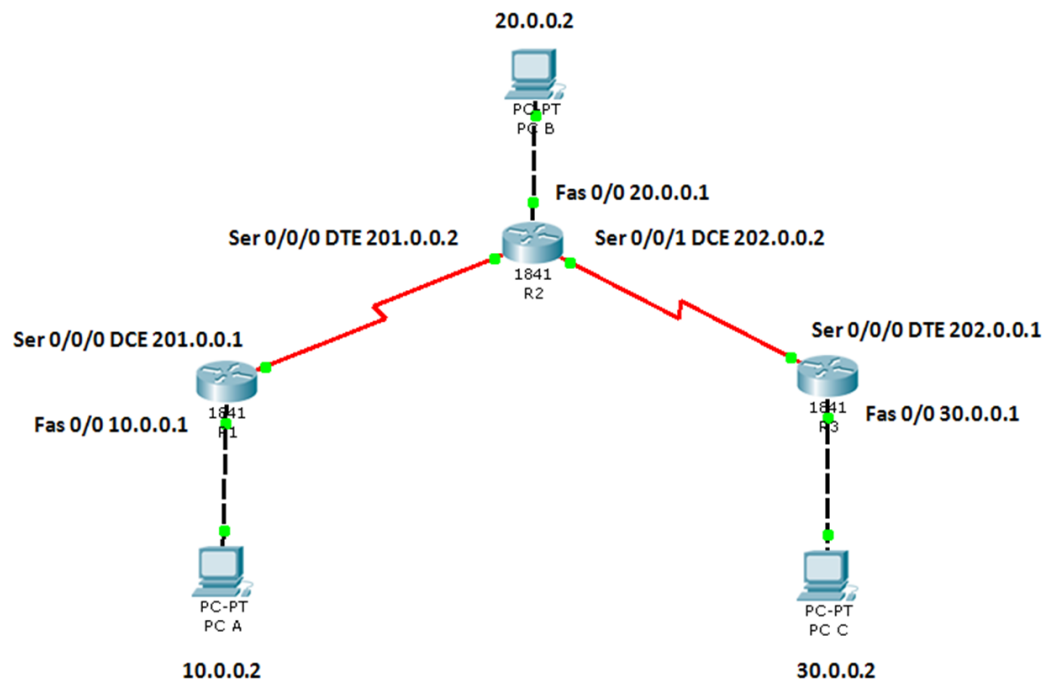 20.0.0.2
PC-PT
PC B
Fas 0/0 20.0.0.1
Ser 0/0/0 DTE 201.0.0.2
Ser 0/0/1 DCE 202.0.0.2
1841
R2
Ser 0/0/0 DCE 201.0.0.1
Ser 0/0/0 DTE 202.0.0.1
1841
R1
Fas 0/0 10.0.0.1
1841
R3
Fas 0/0 30.0.0.1
PC-PT
PC A
10.0.0.2
PC-PT
PC C
30.0.0.2